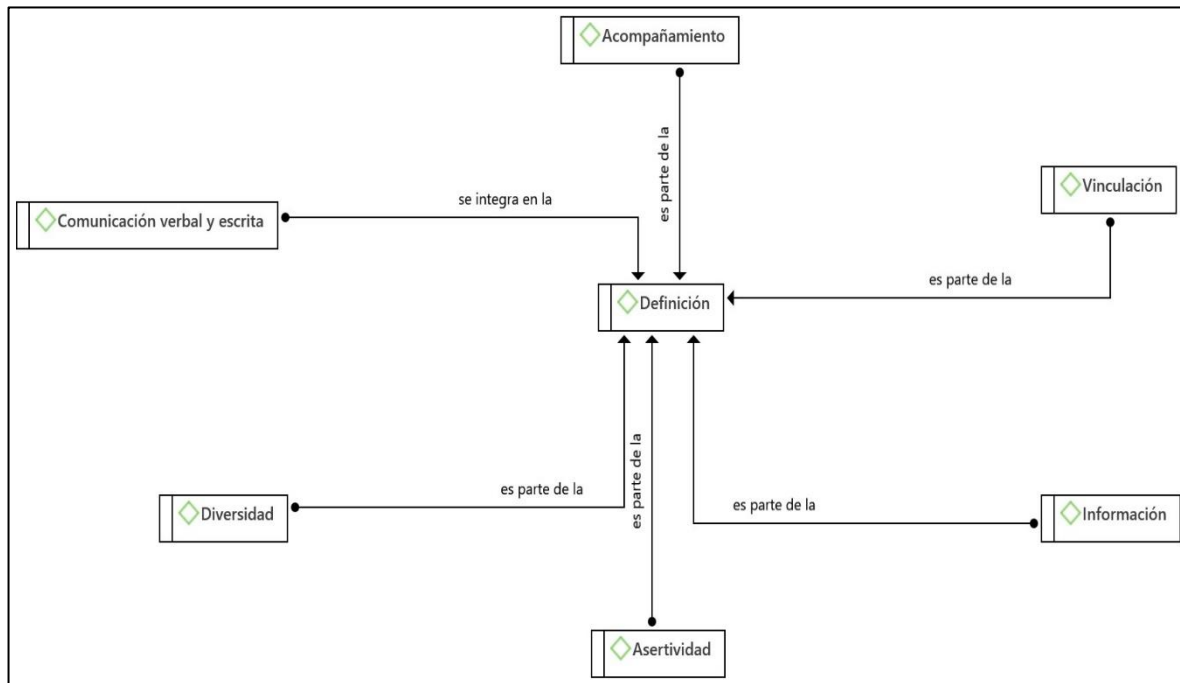 Acompañamiento
es parte de la
Vinculación
se integra en la
Comunicación verbal y escrita
es parte de la
Definición
es parte de la
es parte de la
es parte de la
Diversidad
Información
Asertividad